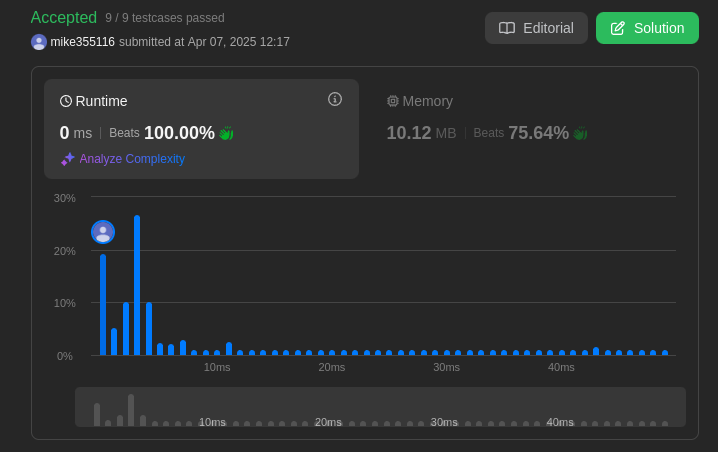 Accepted 9 / 9 testcases passed
mike355116 submitted at Apr 07, 2025 12:17
Editorial
Solution
Runtime
0 ms | Beats 100.00%
Analyze Complexity
Memory
10.12 MB | Beats 75.64%
30%
20%
10%
0%
10ms 20ms 30ms 40ms
10ms 20ms 30ms 40ms